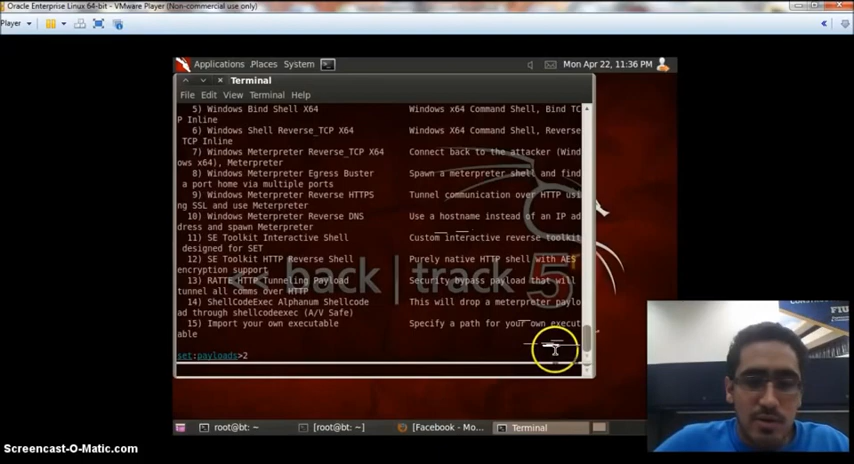 Oracle Enterprise Linux 64-bit - VMware Player (Non-commercial use only)
Player
Applications Places System
Mon Apr 22, 11:36 PM
Terminal
File Edit View Terminal Help
5) Windows Bind Shell X64 Windows x64 Command Shell, Bind TC
P Inline
6) Windows Shell Reverse_TCP X64 Windows x64 Command Shell, Reverse
TCP Inline
7) Windows Meterpreter Reverse_TCP X64 Connect back to the attacker (Wind
ows x64), Meterpreter
8) Windows Meterpreter Egress Buster Spawn a meterpreter shell and find
a port home via multiple ports
9) Windows Meterpreter Reverse HTTPS Tunnel communication over HTTP usi
ng SSL and use Meterpreter
10) Windows Meterpreter Reverse DNS Use a hostname instead of an IP ad
dress and spawn Meterpreter
11) SE Toolkit Interactive Shell Custom interactive reverse toolkit
designed for SET
12) SE Toolkit HTTP Reverse Shell Purely native HTTP shell with AES
encryption support
13) RATTE HTTP Tunneling Payload Security bypass payload that will
tunnel all comms over HTTP
14) ShellCodeExec Alphanum Shellcode This will drop a meterpreter paylo
ad through shellcodeexec (A/V Safe)
15) Import your own executable Specify a path for your own execut
able
set:payloads>2
<< back | track 5
root@bt: ~ [root@bt: ~] [Facebook - Mo... Terminal
Screencast-O-Matic.com